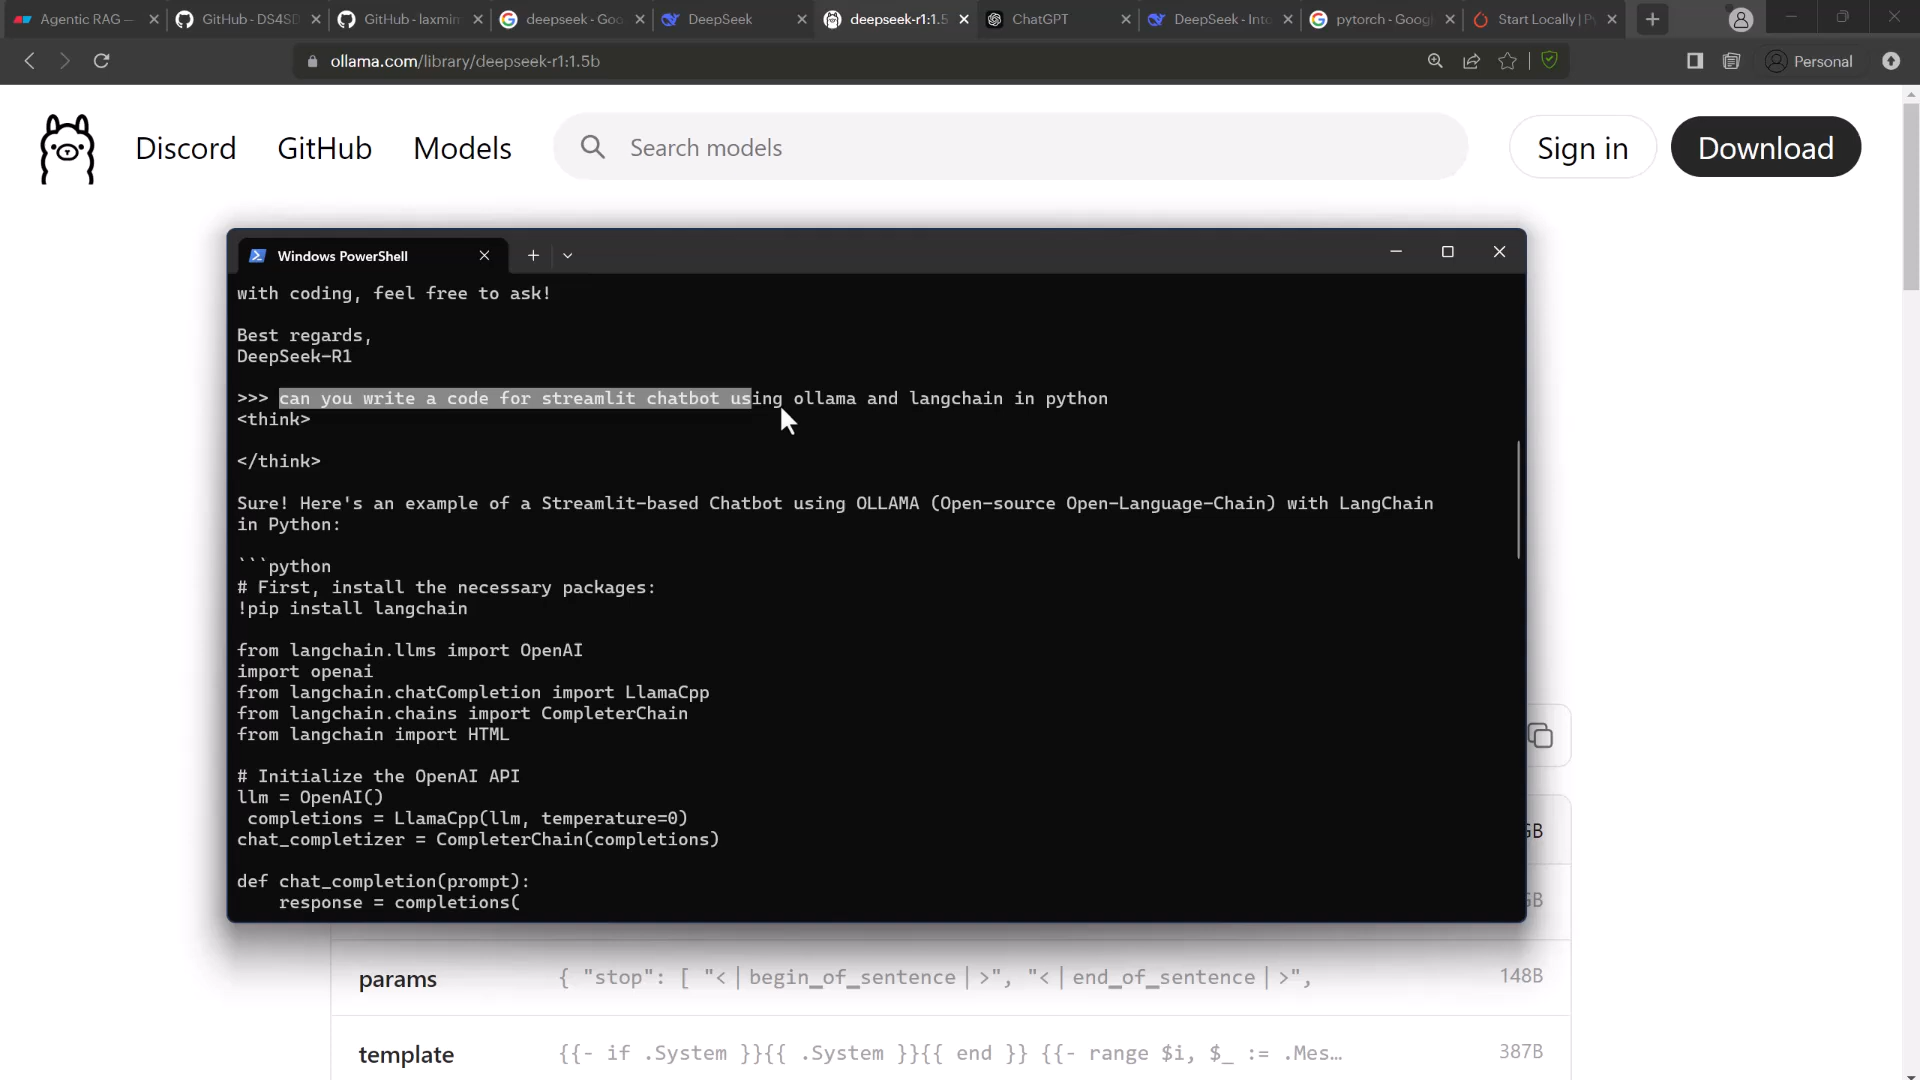 Agentic RAG —
GitHub - DS4SD
GitHub - laxmim
deepseek - Goo
DeepSeek
deepseek-r1:1.5
ChatGPT
DeepSeek - Into
pytorch - Googl
Start Locally | Py
ollama.com/library/deepseek-r1:1.5b
Personal
Discord
GitHub
Models
Search models
Sign in
Download
Windows PowerShell
with coding, feel free to ask!
Best regards,
DeepSeek-R1
>>> can you write a code for streamlit chatbot using ollama and langchain in python
<think>
</think>
Sure! Here's an example of a Streamlit-based Chatbot using OLLAMA (Open-source Open-Language-Chain) with LangChain
in Python:
```python
# First, install the necessary packages:
!pip install langchain
from langchain.llms import OpenAI
import openai
from langchain.chatCompletion import LlamaCpp
from langchain.chains import CompleterChain
from langchain import HTML
# Initialize the OpenAI API
llm = OpenAI()
 completions = LlamaCpp(llm, temperature=0)
chat_completizer = CompleterChain(completions)
def chat_completion(prompt):
    response = completions(
GB
GB
params { "stop": [ "<|begin_of_sentence|>", "<|end_of_sentence|>", 148B
template {{- if .System }}{{ .System }}{{ end }} {{- range $i, $_ := .Mes… 387B